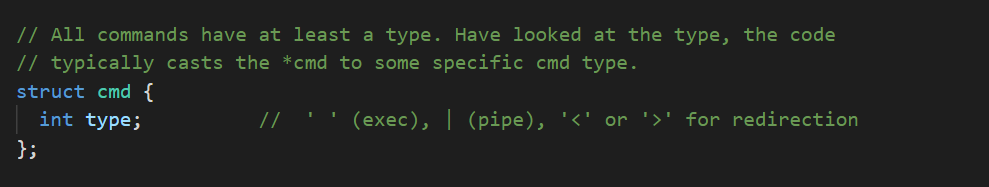 // All commands have at least a type. Have looked at the type, the code
// typically casts the *cmd to some specific cmd type.
struct cmd {
  int type;          //  ' ' (exec), | (pipe), '<' or '>' for redirection
};